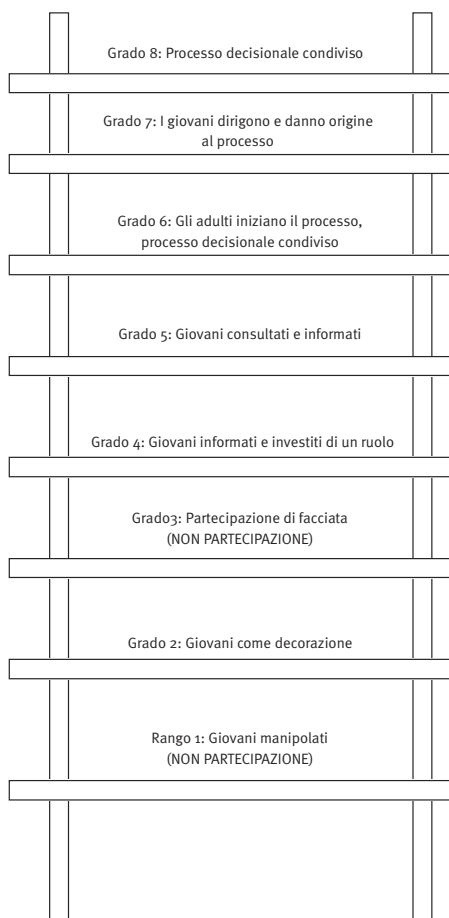 Grado 8: Processo decisionale condiviso
Grado 7: I giovani dirigono e danno origine
al processo
Grado 6: Gli adulti iniziano il processo,
processo decisionale condiviso
Grado 5: Giovani consultati e informati
Grado 4: Giovani informati e investiti di un ruolo
Grado3: Partecipazione di facciata
(NON PARTECIPAZIONE)
Grado 2: Giovani come decorazione
Rango 1: Giovani manipolati
(NON PARTECIPAZIONE)